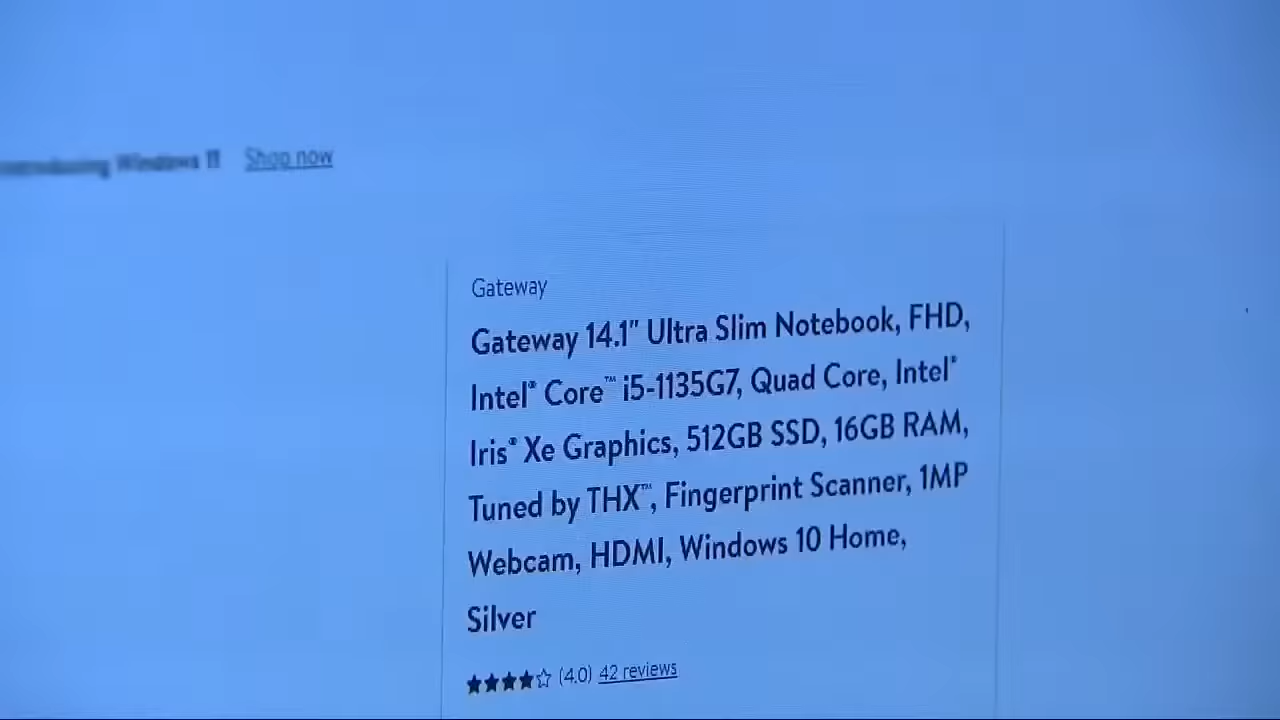 Introducing Windows 11 Shop now
Gateway
Gateway 14.1" Ultra Slim Notebook, FHD,
Intel® Core™ i5-1135G7, Quad Core, Intel®
Iris® Xe Graphics, 512GB SSD, 16GB RAM,
Tuned by THX™, Fingerprint Scanner, 1MP
Webcam, HDMI, Windows 10 Home,
Silver
(4.0) 42 reviews